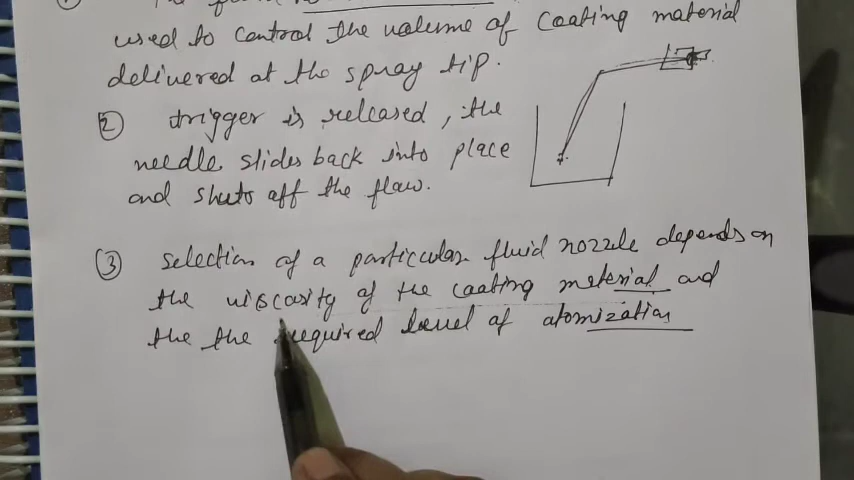 used to control the volume of coating material
delivered at the spray tip.
② trigger is released, the
needle slides back into place
and shuts off the flow.
③ selection of a particular fluid nozzle depends on
the viscosity of the coating meterial and
the the required level of atomization